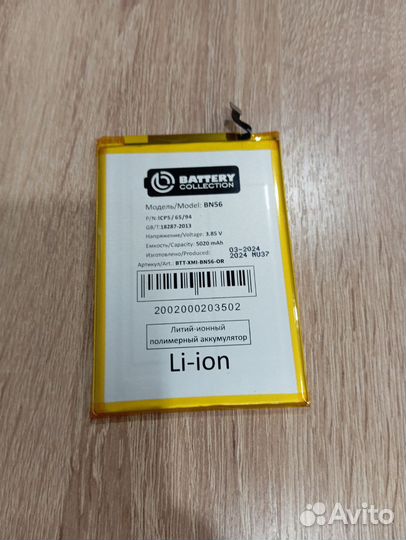 BATTERY
COLLECTION
Модель/Model: BN56
P/N: ICP5/65/94
GB/T: 18287-2013
Напряжение/Voltage: 3.85 V
Емкость/Capacity: 5020 mAh
Изготовлено/Produced: 03-2024
2024 MU37
Артикул/Art. BTT-XMI-BN56-OR
2002000203502
Литий-ионный
полимерный аккумулятор
Li-ion
Avito